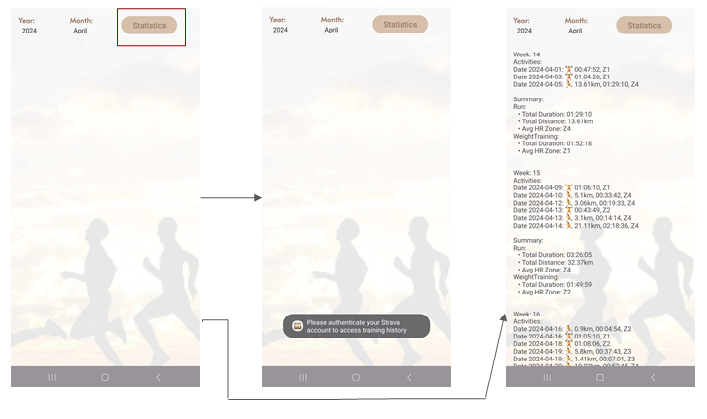 Year:
Month:
Statistics
2024
April
Year:
Month:
Statistics
2024
April
Please authenticate your Strava
account to access training history
Year:
Month:
Statistics
2024
April
Week: 14
Activities:
Date 2024-04-01: 00:47:52, Z1
Date 2024-04-03: 01:04:26, Z1
Date 2024-04-05: 13.61km, 01:29:10, Z4
Summary:
Run:
• Total Duration: 01:29:10
• Total Distance: 13.61km
• Avg HR Zone: Z4
WeightTraining:
• Total Duration: 01:52:18
• Avg HR Zone: Z1
Week: 15
Activities:
Date 2024-04-09: 01:06:10, Z1
Date 2024-04-10: 5.1km, 00:33:42, Z4
Date 2024-04-12: 3.06km, 00:19:33, Z4
Date 2024-04-13: 00:43:49, Z2
Date 2024-04-13: 3.1km, 00:14:14, Z4
Date 2024-04-14: 21.11km, 02:18:36, Z4
Summary:
Run:
• Total Duration: 03:26:05
• Total Distance: 32.37km
• Avg HR Zone: Z4
WeightTraining:
• Total Duration: 01:49:59
• Avg HR Zone: Z2
Week: 16
Activities:
Date 2024-04-16: 0.9km, 00:04:54, Z2
Date 2024-04-16: 01:05:10, Z1
Date 2024-04-18: 01:08:06, Z2
Date 2024-04-19: 5.8km, 00:37:43, Z3
Date 2024-04-19: 1.41km, 00:07:01, Z3